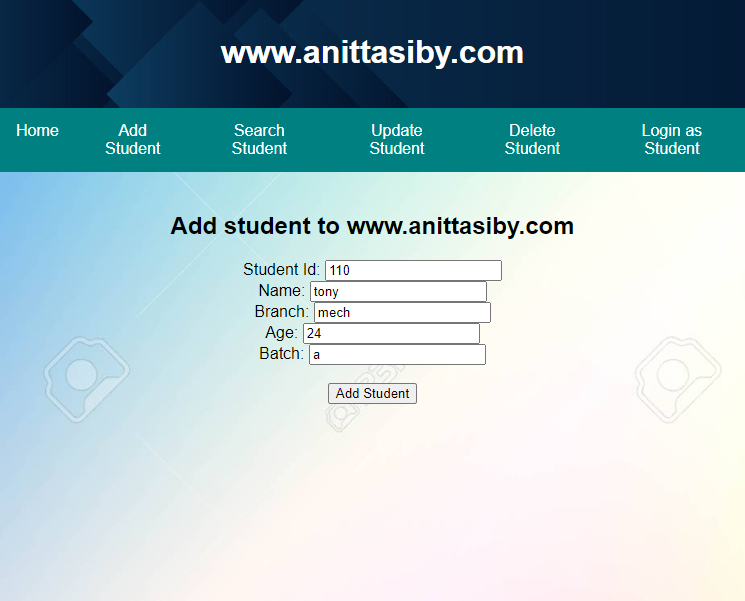 www.anittasiby.com
Home Add Student Search Student Update Student Delete Student Login as Student
Add student to www.anittasiby.com
Student Id: 110
Name: tony
Branch: mech
Age: 24
Batch: a
Add Student